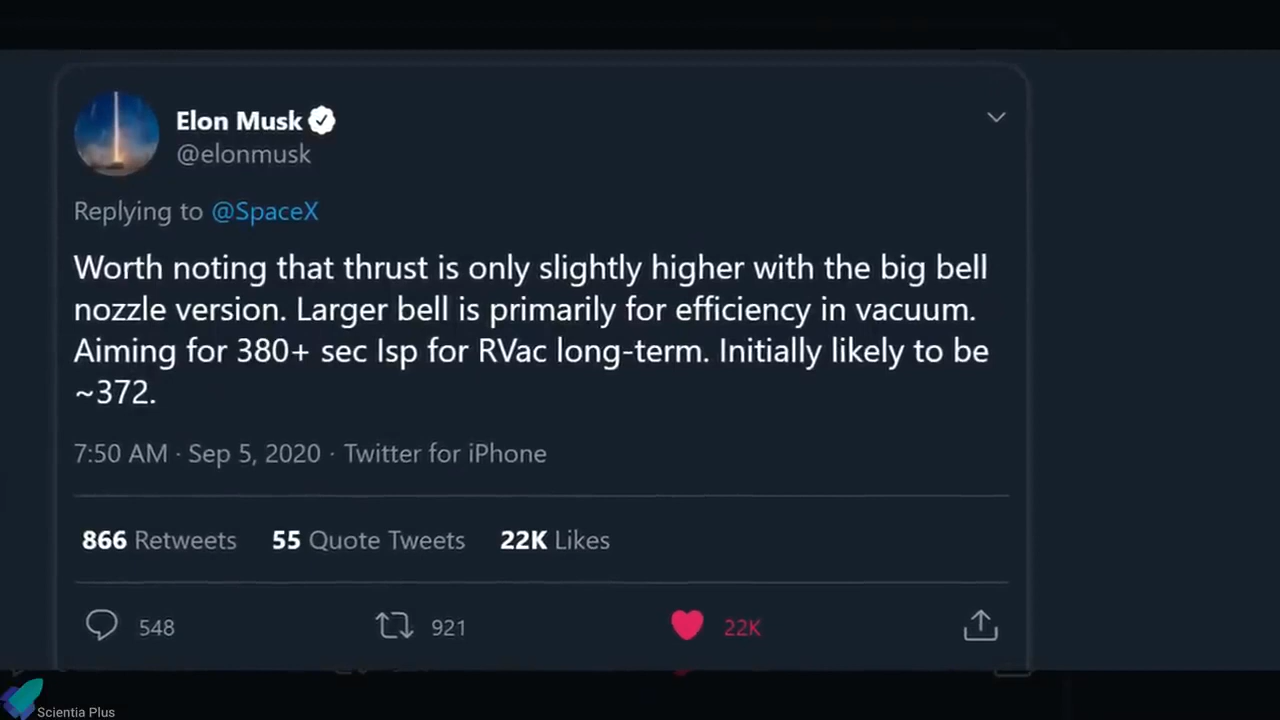 Elon Musk
@elonmusk
Replying to @SpaceX
Worth noting that thrust is only slightly higher with the big bell
nozzle version. Larger bell is primarily for efficiency in vacuum.
Aiming for 380+ sec Isp for RVac long-term. Initially likely to be
~372.
7:50 AM · Sep 5, 2020 · Twitter for iPhone
866 Retweets 55 Quote Tweets 22K Likes
548 921 22K
Scientia Plus